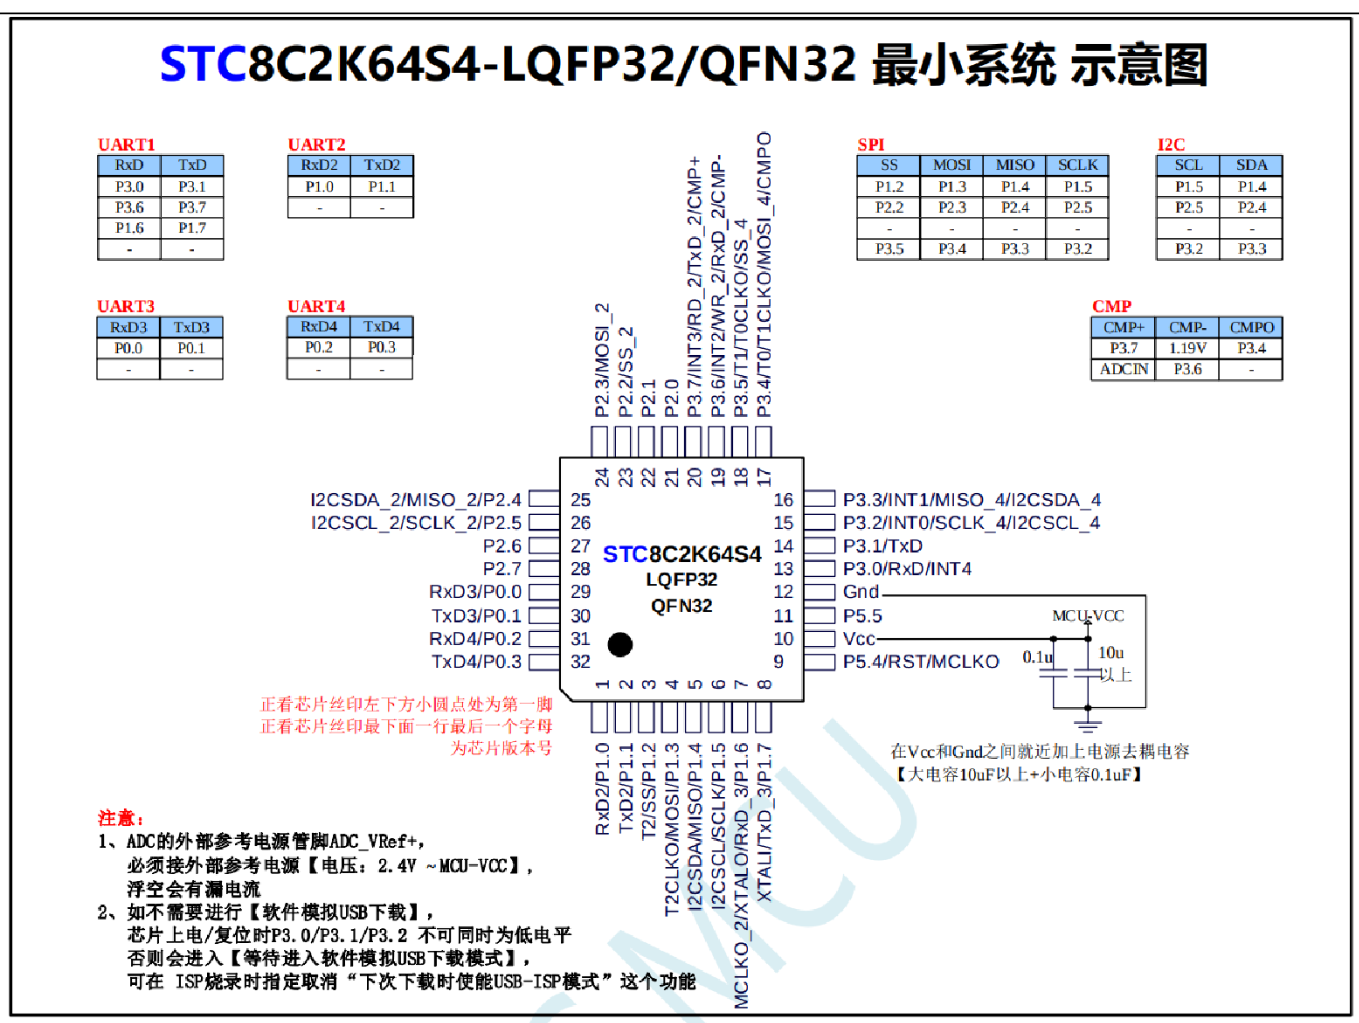 STC8C2K64S4-LQFP32/QFN32 最小系统 示意图
UART1
RxD TxD
P3.0 P3.1
P3.6 P3.7
P1.6 P1.7
- -
UART2
RxD2 TxD2
P1.0 P1.1
- -
UART3
RxD3 TxD3
P0.0 P0.1
- -
UART4
RxD4 TxD4
P0.2 P0.3
- -
SPI
SS MOSI MISO SCLK
P1.2 P1.3 P1.4 P1.5
P2.2 P2.3 P2.4 P2.5
- - - -
P3.5 P3.4 P3.3 P3.2
I2C
SCL SDA
P1.5 P1.4
P2.5 P2.4
- -
P3.2 P3.3
CMP
CMP+ CMP- CMPO
P3.7 1.19V P3.4
ADCIN P3.6 -
P2.3/MOSI_2
P2.2/SS_2
P2.1
P2.0
P3.7/INT3/RD_2/TxD_2/CMP+
P3.6/INT2/WR_2/RxD_2/CMP-
P3.5/T1/T0CLKO/SS_4
P3.4/T0/T1CLKO/MOSI_4/CMPO
24 23 22 21 20 19 18 17
I2CSDA_2/MISO_2/P2.4 25
I2CSCL_2/SCLK_2/P2.5 26
P2.6 27
P2.7 28
RxD3/P0.0 29
TxD3/P0.1 30
RxD4/P0.2 31
TxD4/P0.3 32
STC8C2K64S4
LQFP32
QFN32
16 P3.3/INT1/MISO_4/I2CSDA_4
15 P3.2/INT0/SCLK_4/I2CSCL_4
14 P3.1/TxD
13 P3.0/RxD/INT4
12 Gnd
11 P5.5
10 Vcc
9 P5.4/RST/MCLKO
MCU-VCC
0.1u
10u
以上
1 2 3 4 5 6 7 8
RxD2/P1.0
TxD2/P1.1
T2/SS/P1.2
T2CLKO/MOSI/P1.3
I2CSDA/MISO/P1.4
I2CSCL/SCLK/P1.5
MCLKO_2/XTALO/RxD_3/P1.6
XTALI/TxD_3/P1.7
正看芯片丝印左下方小圆点处为第一脚
正看芯片丝印最下面一行最后一个字母
为芯片版本号
在Vcc和Gnd之间就近加上电源去耦电容
【大电容10uF以上+小电容0.1uF】
注意：
1、ADC的外部参考电源管脚ADC_VRef+，
必须接外部参考电源【电压：2.4V ~MCU-VCC】，
浮空会有漏电流
2、如不需要进行【软件模拟USB下载】，
芯片上电/复位时P3.0/P3.1/P3.2 不可同时为低电平
否则会进入【等待进入软件模拟USB下载模式】，
可在 ISP烧录时指定取消“下次下载时使能USB-ISP模式”这个功能
MCU